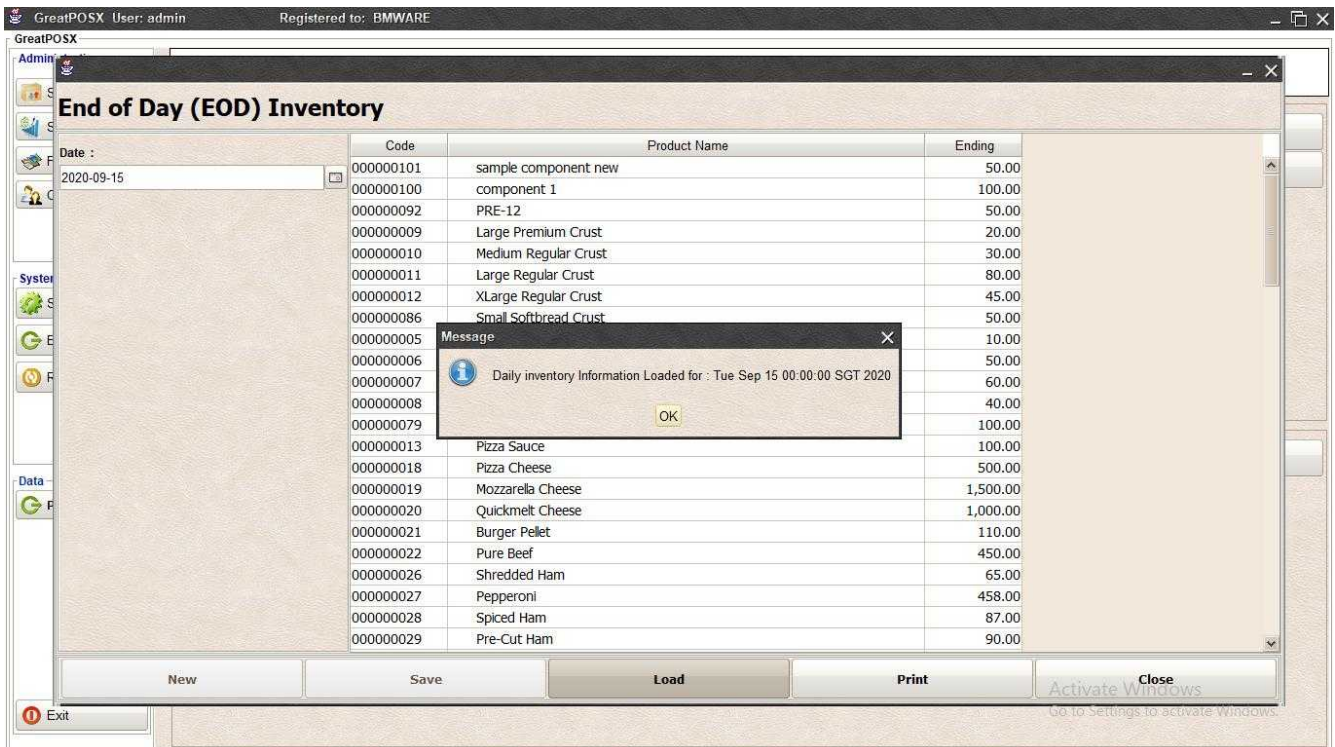 GreatPOSX User: admin Registered to: BMWARE
GreatPOSX
Admin
End of Day (EOD) Inventory
Date :
2020-09-15
Code Product Name Ending
000000101 sample component new 50.00
000000100 component 1 100.00
000000092 PRE-12 50.00
000000009 Large Premium Crust 20.00
000000010 Medium Regular Crust 30.00
000000011 Large Regular Crust 80.00
000000012 XLarge Regular Crust 45.00
000000086 Small Softbread Crust 50.00
000000005 10.00
000000006 50.00
000000007 60.00
000000008 40.00
000000079 100.00
000000013 Pizza Sauce 100.00
000000018 Pizza Cheese 500.00
000000019 Mozzarella Cheese 1,500.00
000000020 Quickmelt Cheese 1,000.00
000000021 Burger Pellet 110.00
000000022 Pure Beef 450.00
000000026 Shredded Ham 65.00
000000027 Pepperoni 458.00
000000028 Spiced Ham 87.00
000000029 Pre-Cut Ham 90.00
Message
Daily inventory Information Loaded for : Tue Sep 15 00:00:00 SGT 2020
OK
System
Data
New Save Load Print Close
Exit
Activate Windows
Go to Settings to activate Windows.